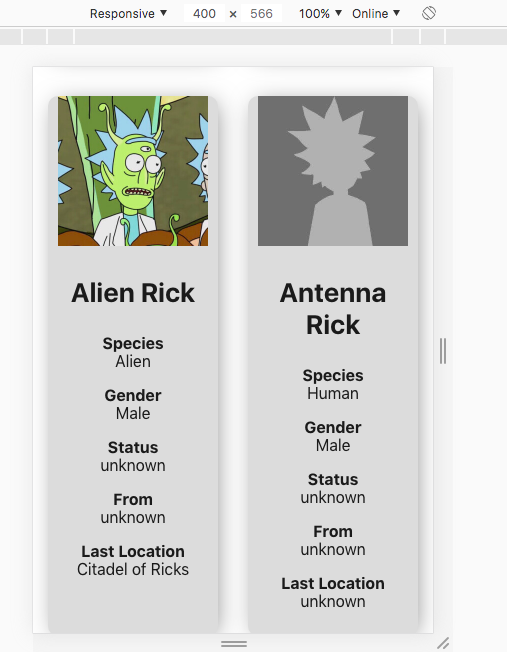 Responsive ▼ 400 × 566 100% ▼ Online ▼
Alien Rick
Species
Alien
Gender
Male
Status
unknown
From
unknown
Last Location
Citadel of Ricks
Antenna
Rick
Species
Human
Gender
Male
Status
unknown
From
unknown
Last Location
unknown